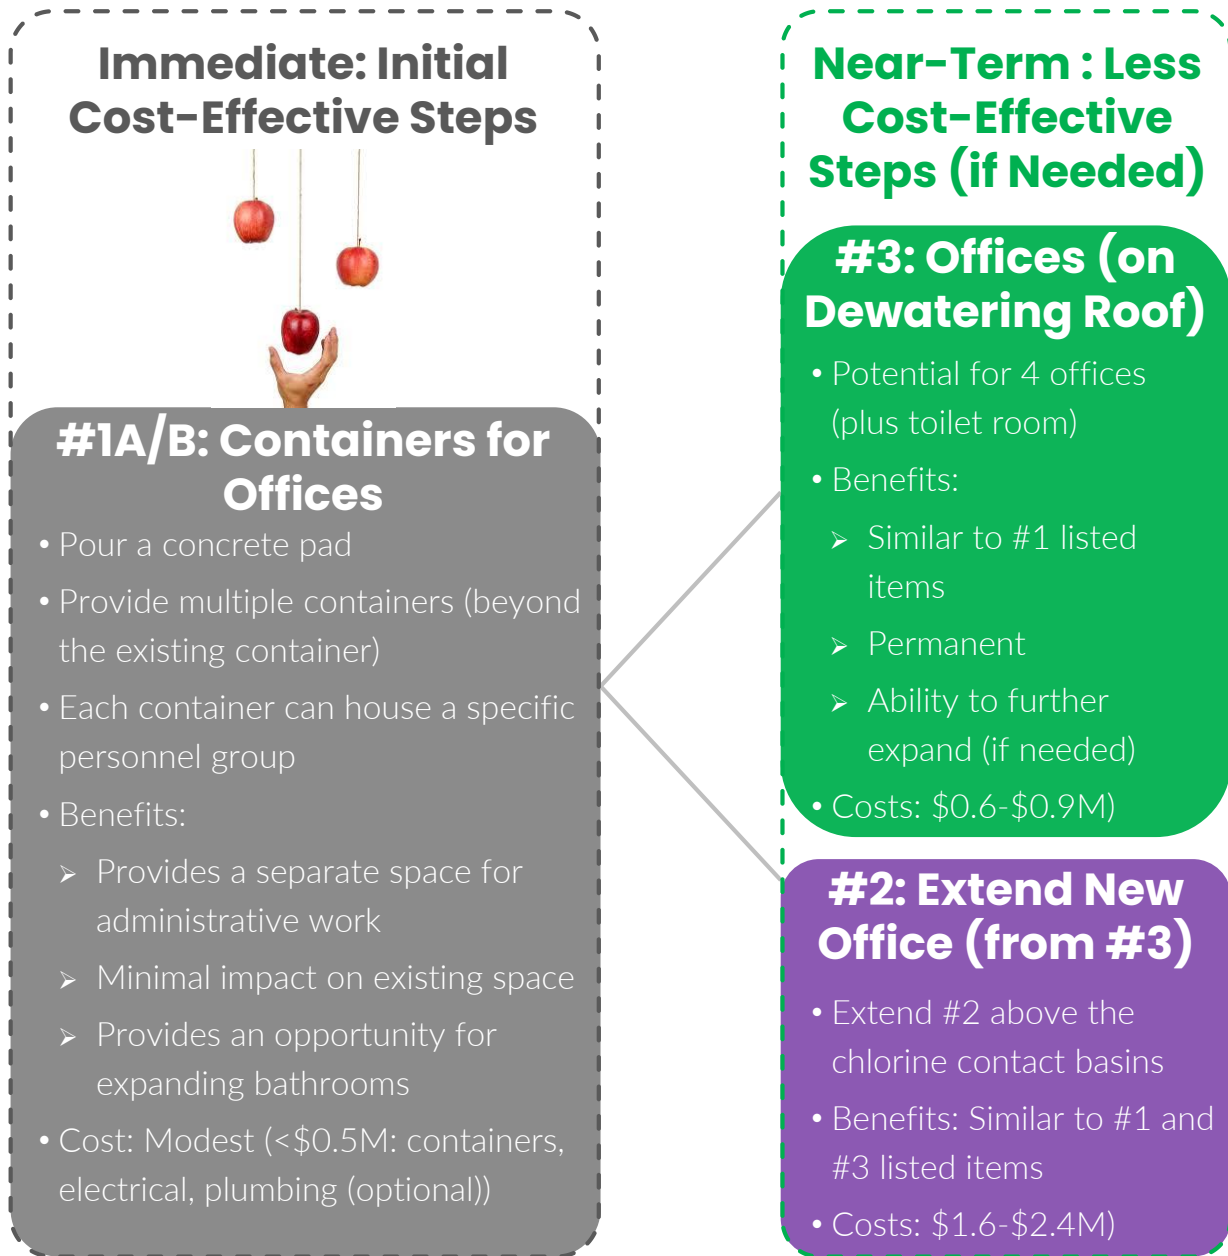 Immediate: Initial
Cost-Effective Steps
#1A/B: Containers for
Offices
• Pour a concrete pad
• Provide multiple containers (beyond
the existing container)
• Each container can house a specific
personnel group
• Benefits:
➢ Provides a separate space for
administrative work
➢ Minimal impact on existing space
➢ Provides an opportunity for
expanding bathrooms
• Cost: Modest (<$0.5M: containers,
electrical, plumbing (optional))
Near-Term : Less
Cost-Effective
Steps (if Needed)
#3: Offices (on
Dewatering Roof)
• Potential for 4 offices
(plus toilet room)
• Benefits:
➢ Similar to #1 listed
items
➢ Permanent
➢ Ability to further
expand (if needed)
• Costs: $0.6-$0.9M)
#2: Extend New
Office (from #3)
• Extend #2 above the
chlorine contact basins
• Benefits: Similar to #1 and
#3 listed items
• Costs: $1.6-$2.4M)